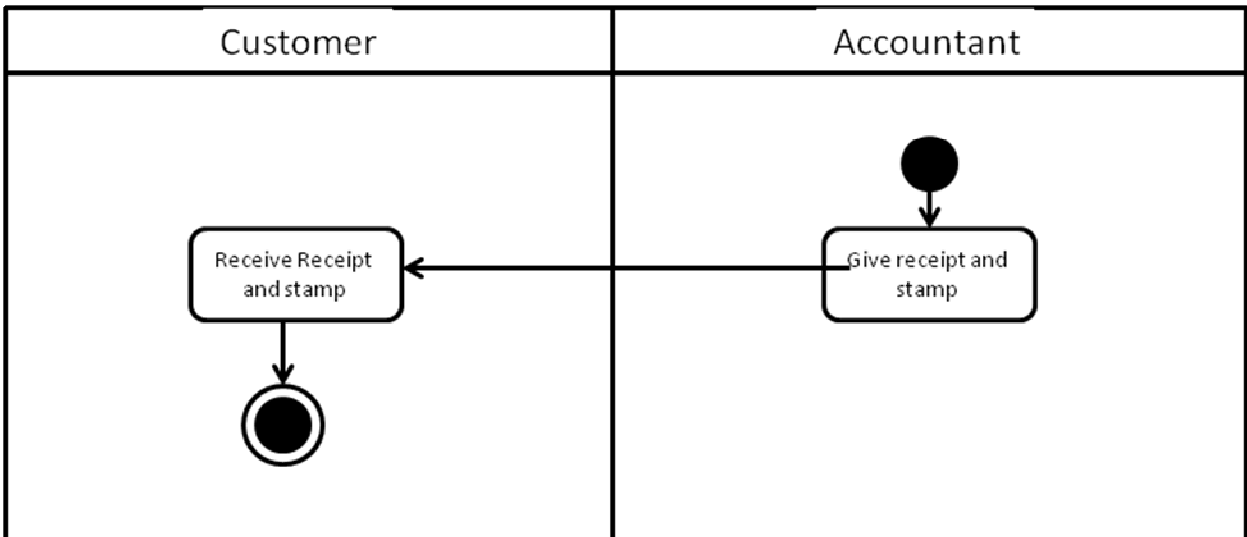 Customer
Accountant
Receive Receipt
and stamp
Give receipt and
stamp